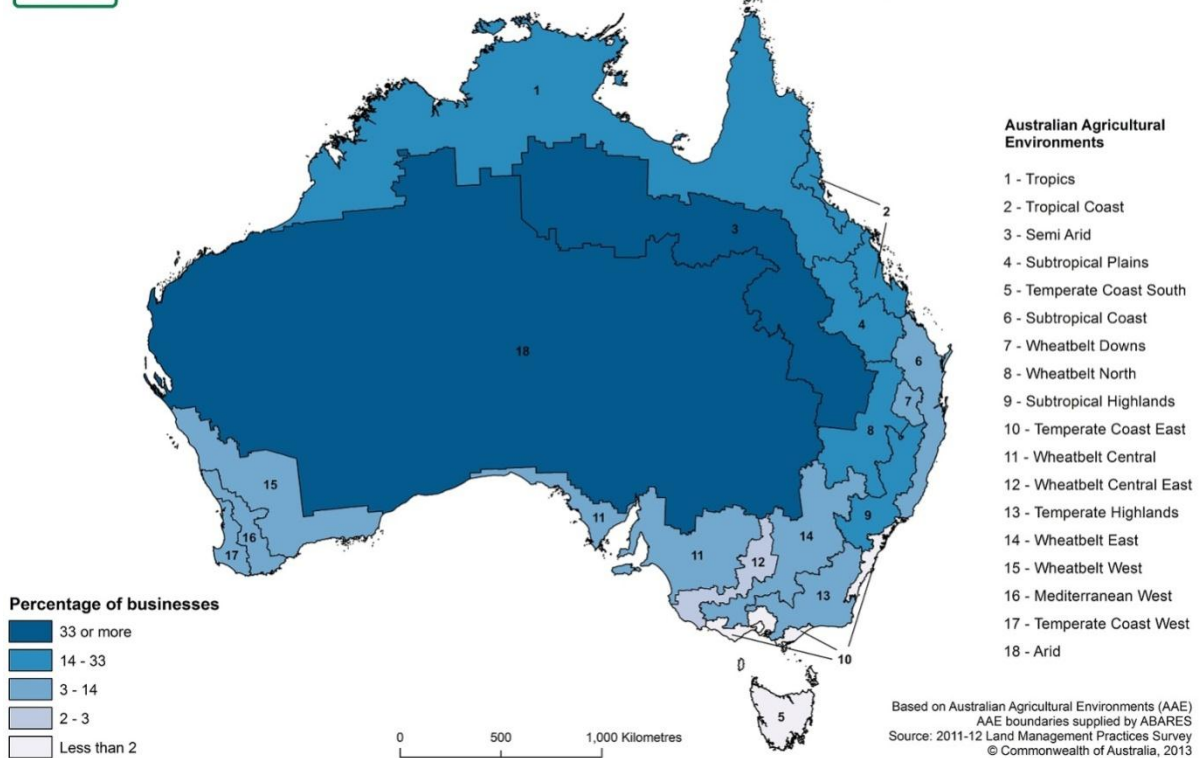 1
2
3
4
18
6
7
8
15
9
11
14
16
11
12
17
13
10
5
Australian Agricultural
Environments
1 - Tropics
2 - Tropical Coast
3 - Semi Arid
4 - Subtropical Plains
5 - Temperate Coast South
6 - Subtropical Coast
7 - Wheatbelt Downs
8 - Wheatbelt North
9 - Subtropical Highlands
10 - Temperate Coast East
11 - Wheatbelt Central
12 - Wheatbelt Central East
13 - Temperate Highlands
14 - Wheatbelt East
15 - Wheatbelt West
16 - Mediterranean West
17 - Temperate Coast West
18 - Arid
Percentage of businesses
33 or more
14 - 33
3 - 14
2 - 3
Less than 2
0 500 1,000 Kilometres
Based on Australian Agricultural Environments (AAE)
AAE boundaries supplied by ABARES
Source: 2011-12 Land Management Practices Survey
© Commonwealth of Australia, 2013